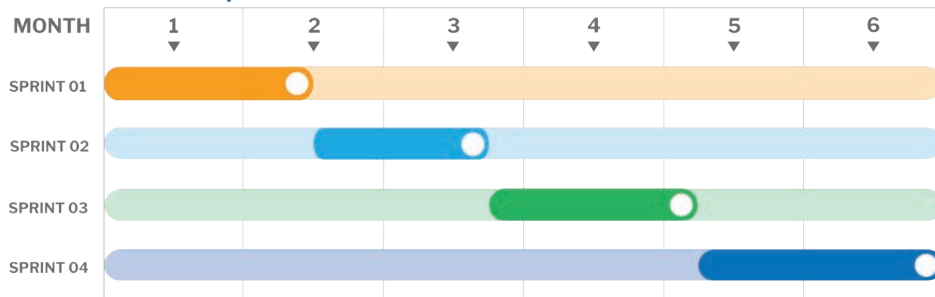 MONTH 1 2 3 4 5 6
SPRINT 01
SPRINT 02
SPRINT 03
SPRINT 04